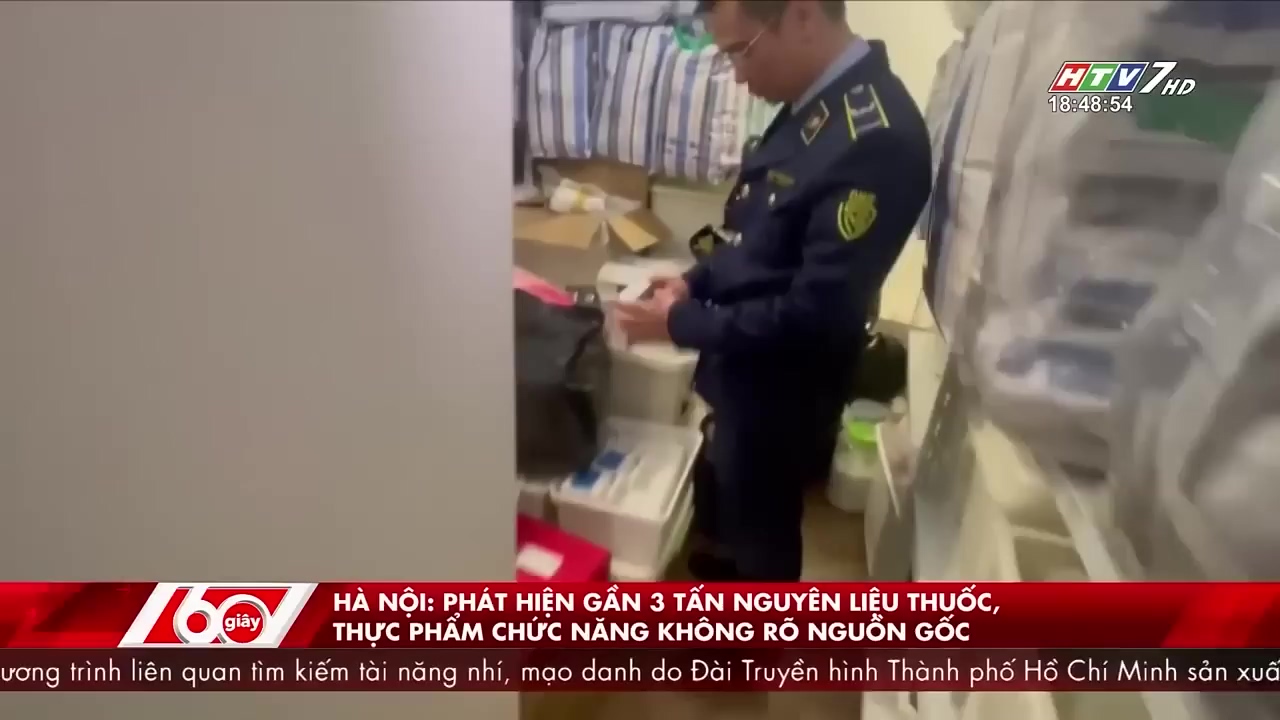 HTV7 HD
18:48:54
60 giây
HÀ NỘI: PHÁT HIỆN GẦN 3 TẤN NGUYÊN LIỆU THUỐC,
THỰC PHẨM CHỨC NĂNG KHÔNG RÕ NGUỒN GỐC
ương trình liên quan tìm kiếm tài năng nhí, mạo danh do Đài Truyền hình Thành phố Hồ Chí Minh sản xuấ